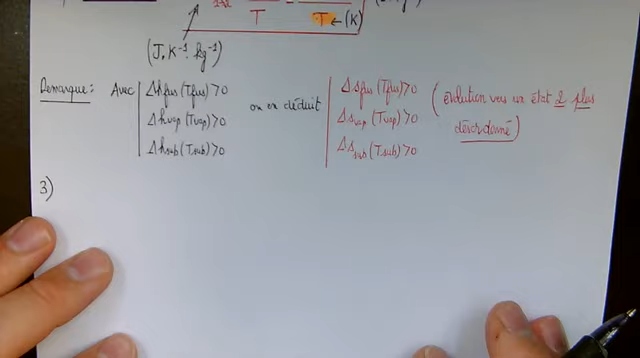 T T ← (K)
(J.K⁻¹.kg⁻¹)
Remarque : Avec | Δhfus(Tfus)>0 on en déduit | Δsfus(Tfus)>0 (évolution vers un état 2 plus
Δhvap(Tvap)>0 Δsvap(Tvap)>0 désordonné)
Δhsub(Tsub)>0 Δssub(Tsub)>0
3)